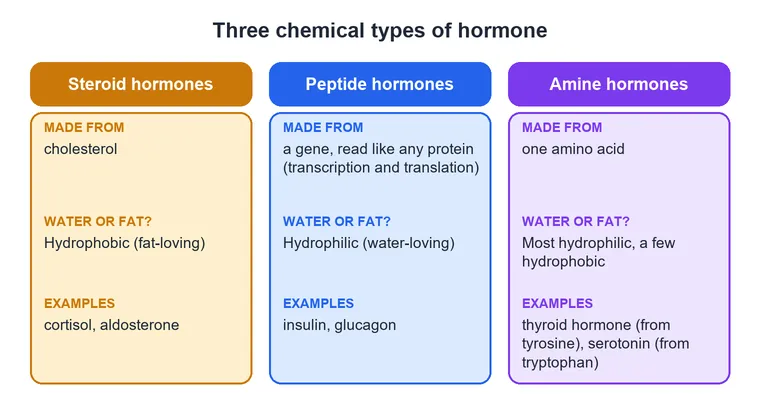 Three chemical types of hormone
Steroid hormones
MADE FROM
cholesterol
WATER OR FAT?
Hydrophobic (fat-loving)
EXAMPLES
cortisol, aldosterone
Peptide hormones
MADE FROM
a gene, read like any protein
(transcription and translation)
WATER OR FAT?
Hydrophilic (water-loving)
EXAMPLES
insulin, glucagon
Amine hormones
MADE FROM
one amino acid
WATER OR FAT?
Most hydrophilic, a few
hydrophobic
EXAMPLES
thyroid hormone (from
tyrosine), serotonin (from
tryptophan)